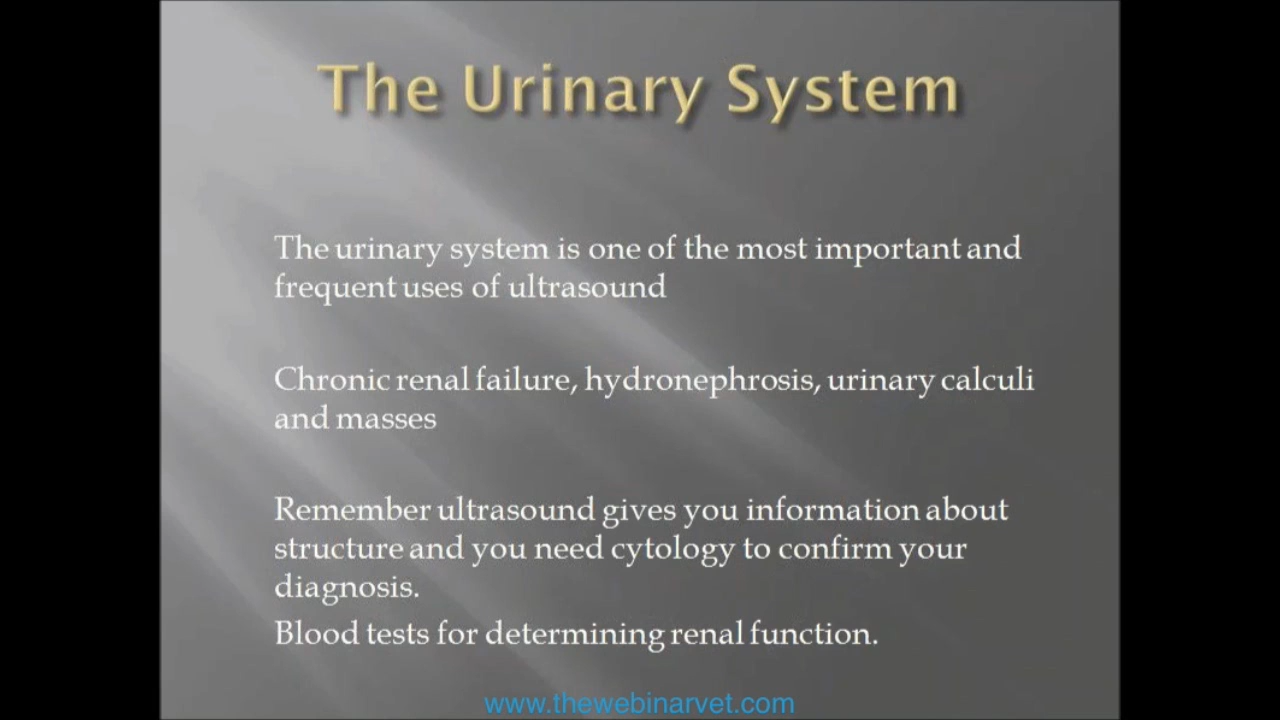 The Urinary System
The urinary system is one of the most important and
frequent uses of ultrasound
Chronic renal failure, hydronephrosis, urinary calculi
and masses
Remember ultrasound gives you information about
structure and you need cytology to confirm your
diagnosis.
Blood tests for determining renal function.
www.thewebinarvet.com